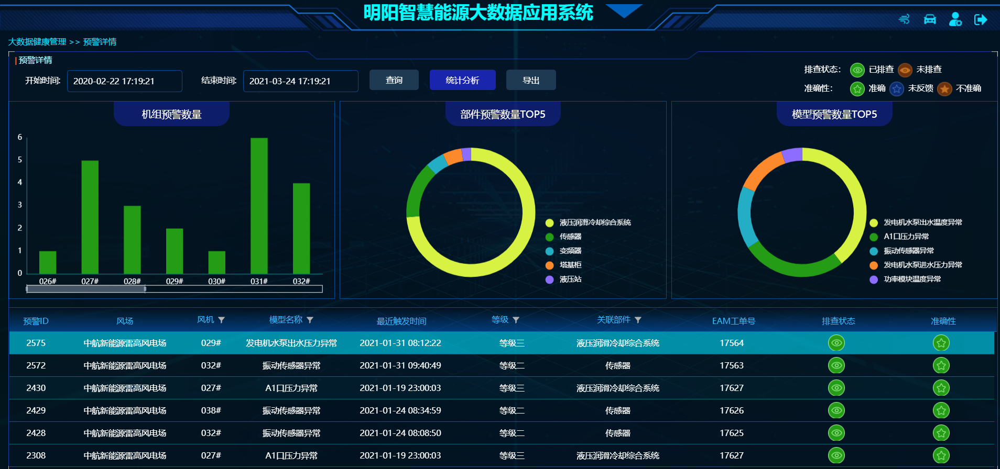 明阳智慧能源大数据应用系统
大数据健康管理 >> 预警详情
预警详情
开始时间: 2020-02-22 17:19:21 结束时间: 2021-03-24 17:19:21 查询 统计分析 导出
排查状态: 已排查 未排查
准确性: 准确 未反馈 不准确
机组预警数量
6
5
4
3
2
1
0
026# 027# 028# 029# 030# 031# 032#
部件预警数量TOP5
液压润滑冷却综合系统
传感器
变频器
塔基柜
液压站
模型预警数量TOP5
发电机水泵出水温度异常
A1口压力异常
振动传感器异常
发电机水泵进水压力异常
功率模块温度异常
预警ID 风场 风机 模型名称 最近触发时间 等级 关联部件 EAM工单号 排查状态 准确性
2575 中航新能源雷高风电场 029# 发电机水泵出水压力异常 2021-01-31 08:12:22 等级三 液压润滑冷却综合系统 17564
2572 中航新能源雷高风电场 032# 振动传感器异常 2021-01-31 09:40:49 等级二 传感器 17563
2430 中航新能源雷高风电场 027# A1口压力异常 2021-01-19 23:00:03 等级三 液压润滑冷却综合系统 17627
2429 中航新能源雷高风电场 038# 振动传感器异常 2021-01-24 08:34:59 等级二 传感器 17626
2428 中航新能源雷高风电场 032# 振动传感器异常 2021-01-24 08:08:50 等级二 传感器 17625
2308 中航新能源雷高风电场 027# A1口压力异常 2021-01-19 23:00:03 等级三 液压润滑冷却综合系统 17627